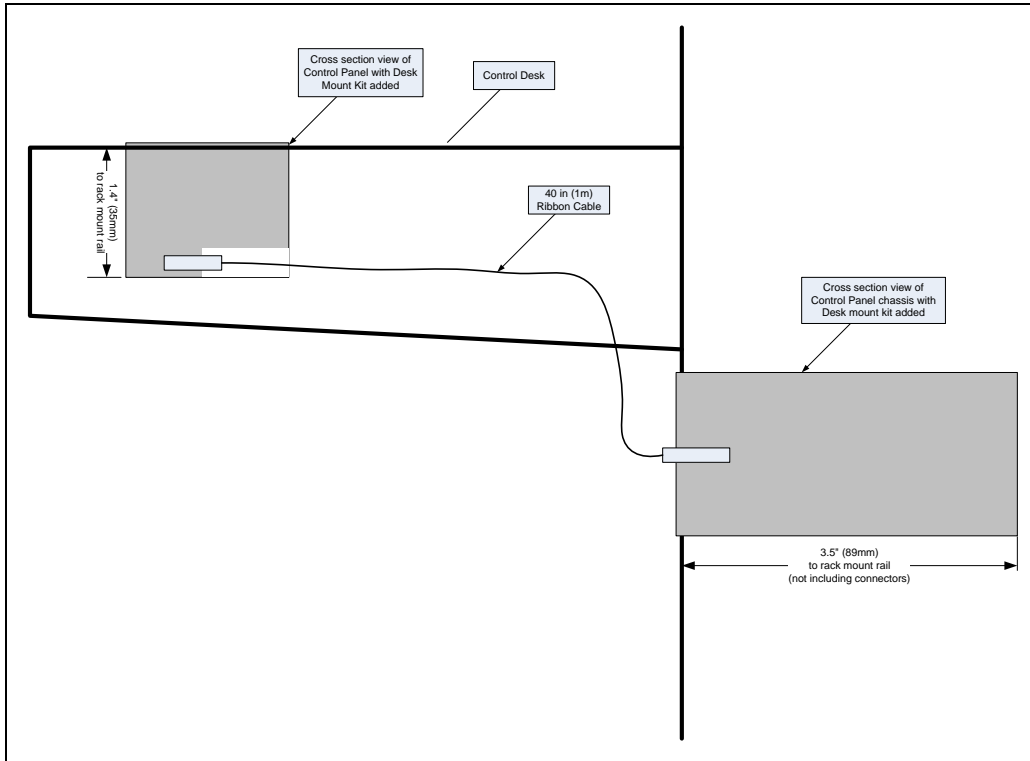 Cross section view of
Control Panel with Desk
Mount Kit added
Control Desk
1.4" (35mm)
to rack mount rail
40 in (1m)
Ribbon Cable
Cross section view of
Control Panel chassis with
Desk mount kit added
3.5" (89mm)
to rack mount rail
(not including connectors)